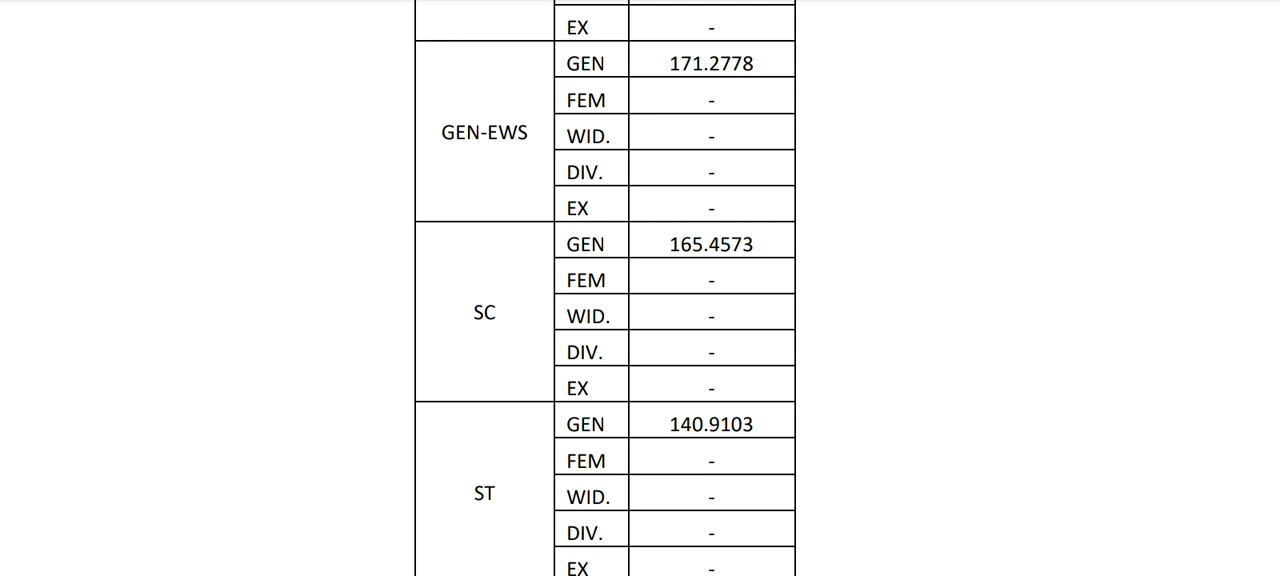 EX -
GEN-EWS
GEN 171.2778
FEM -
WID. -
DIV. -
EX -
SC
GEN 165.4573
FEM -
WID. -
DIV. -
EX -
ST
GEN 140.9103
FEM -
WID. -
DIV. -
EX -